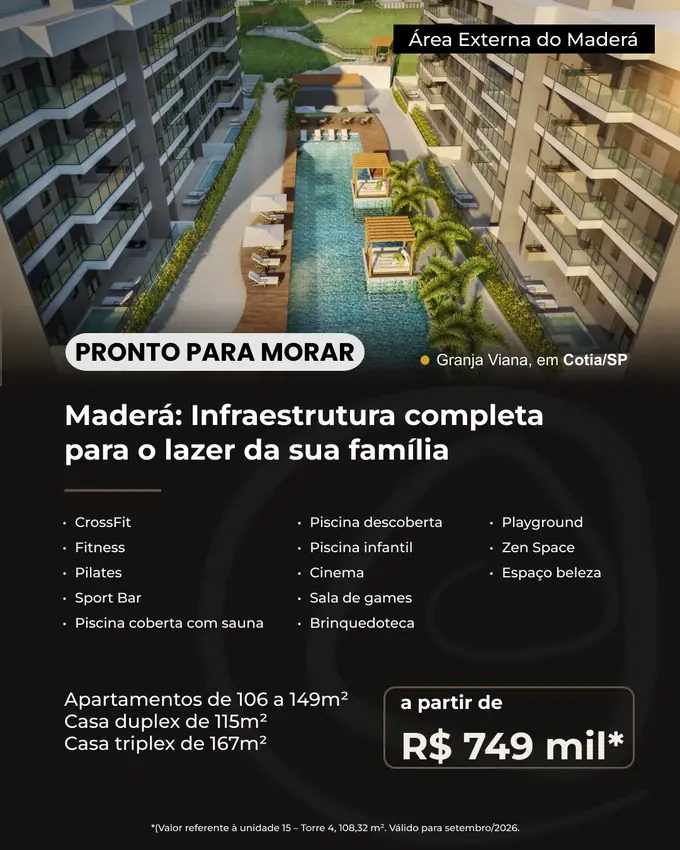 Área Externa do Maderá
PRONTO PARA MORAR
Granja Viana, em Cotia/SP
Maderá: Infraestrutura completa
para o lazer da sua família
• CrossFit
• Fitness
• Pilates
• Sport Bar
• Piscina coberta com sauna
• Piscina descoberta
• Piscina infantil
• Cinema
• Sala de games
• Brinquedoteca
• Playground
• Zen Space
• Espaço beleza
Apartamentos de 106 a 149m²
Casa duplex de 115m²
Casa triplex de 167m²
a partir de
R$ 749 mil*
*(Valor referente à unidade 15 – Torre 4, 108,32 m². Válido para setembro/2026.